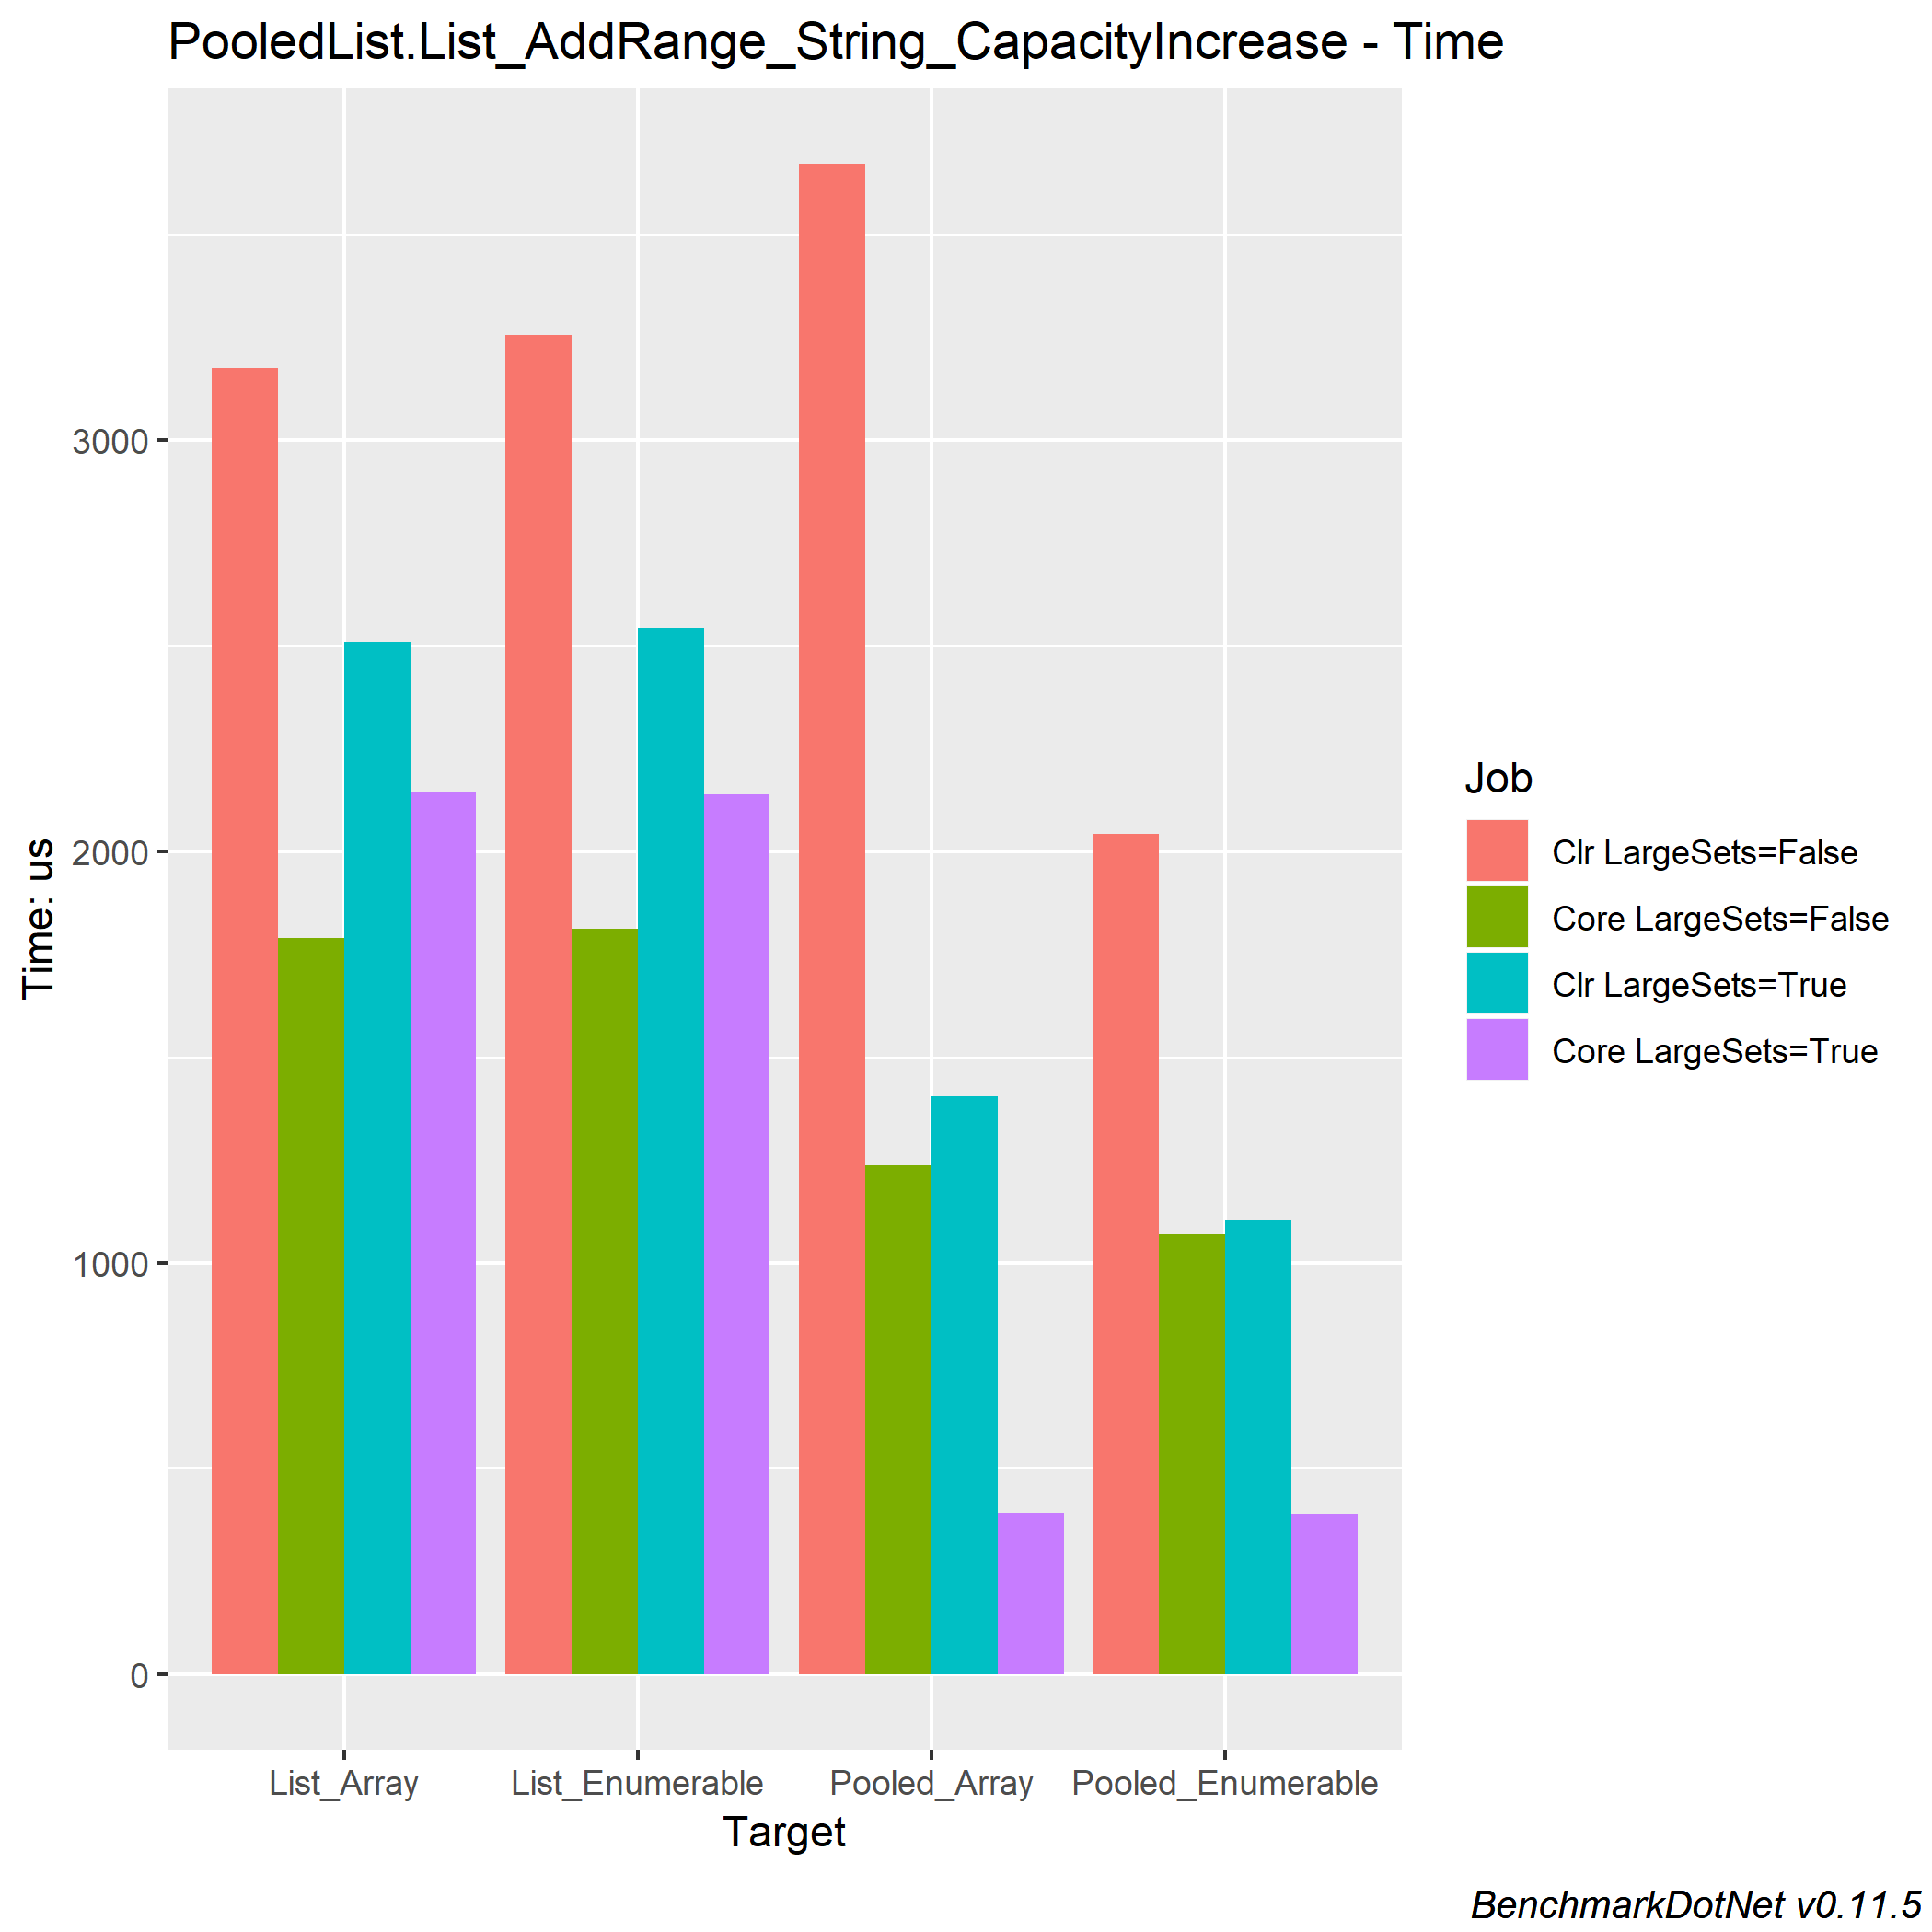 PooledList.List_AddRange_String_CapacityIncrease - Time
Time: us
3000
2000
1000
0
List_Array
List_Enumerable
Pooled_Array
Pooled_Enumerable
Target
Job
Clr LargeSets=False
Core LargeSets=False
Clr LargeSets=True
Core LargeSets=True
BenchmarkDotNet v0.11.5